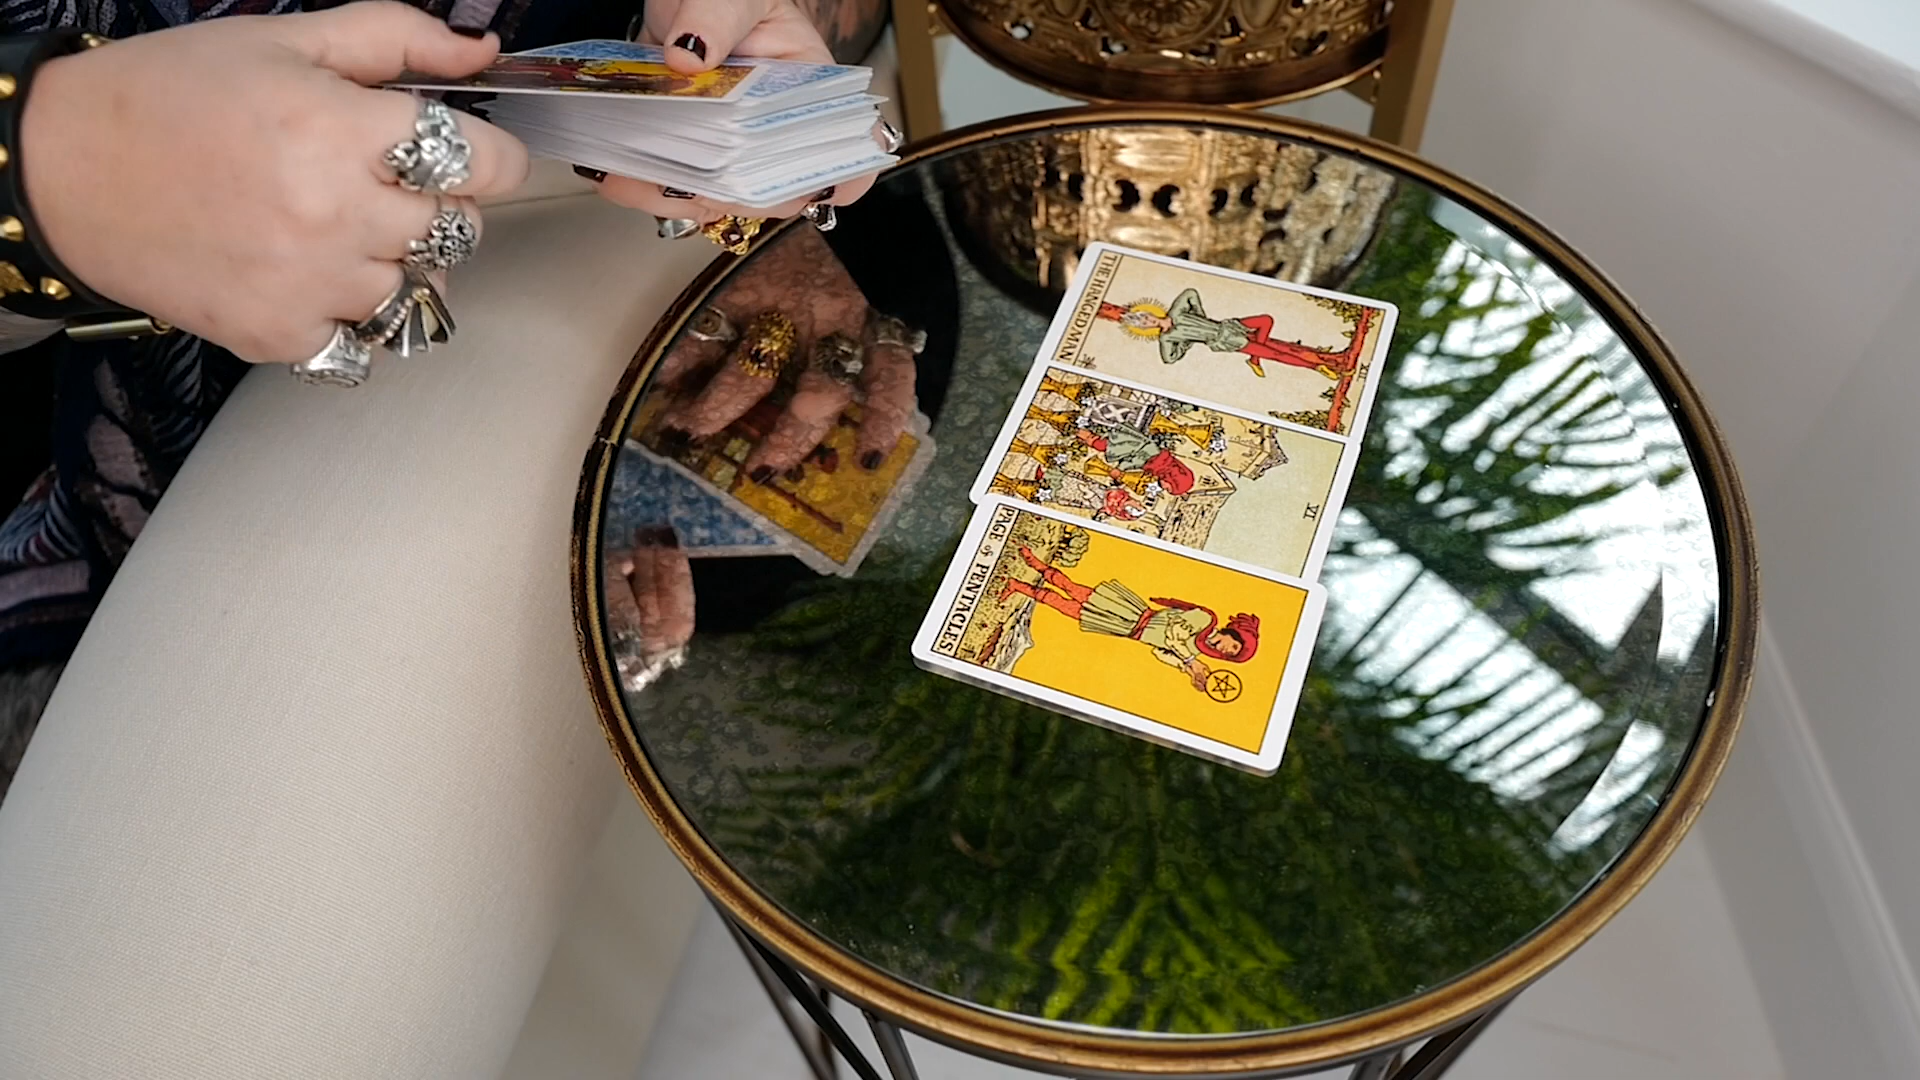 THE HANGED MAN.
XII
VI
PAGE of PENTACLES.